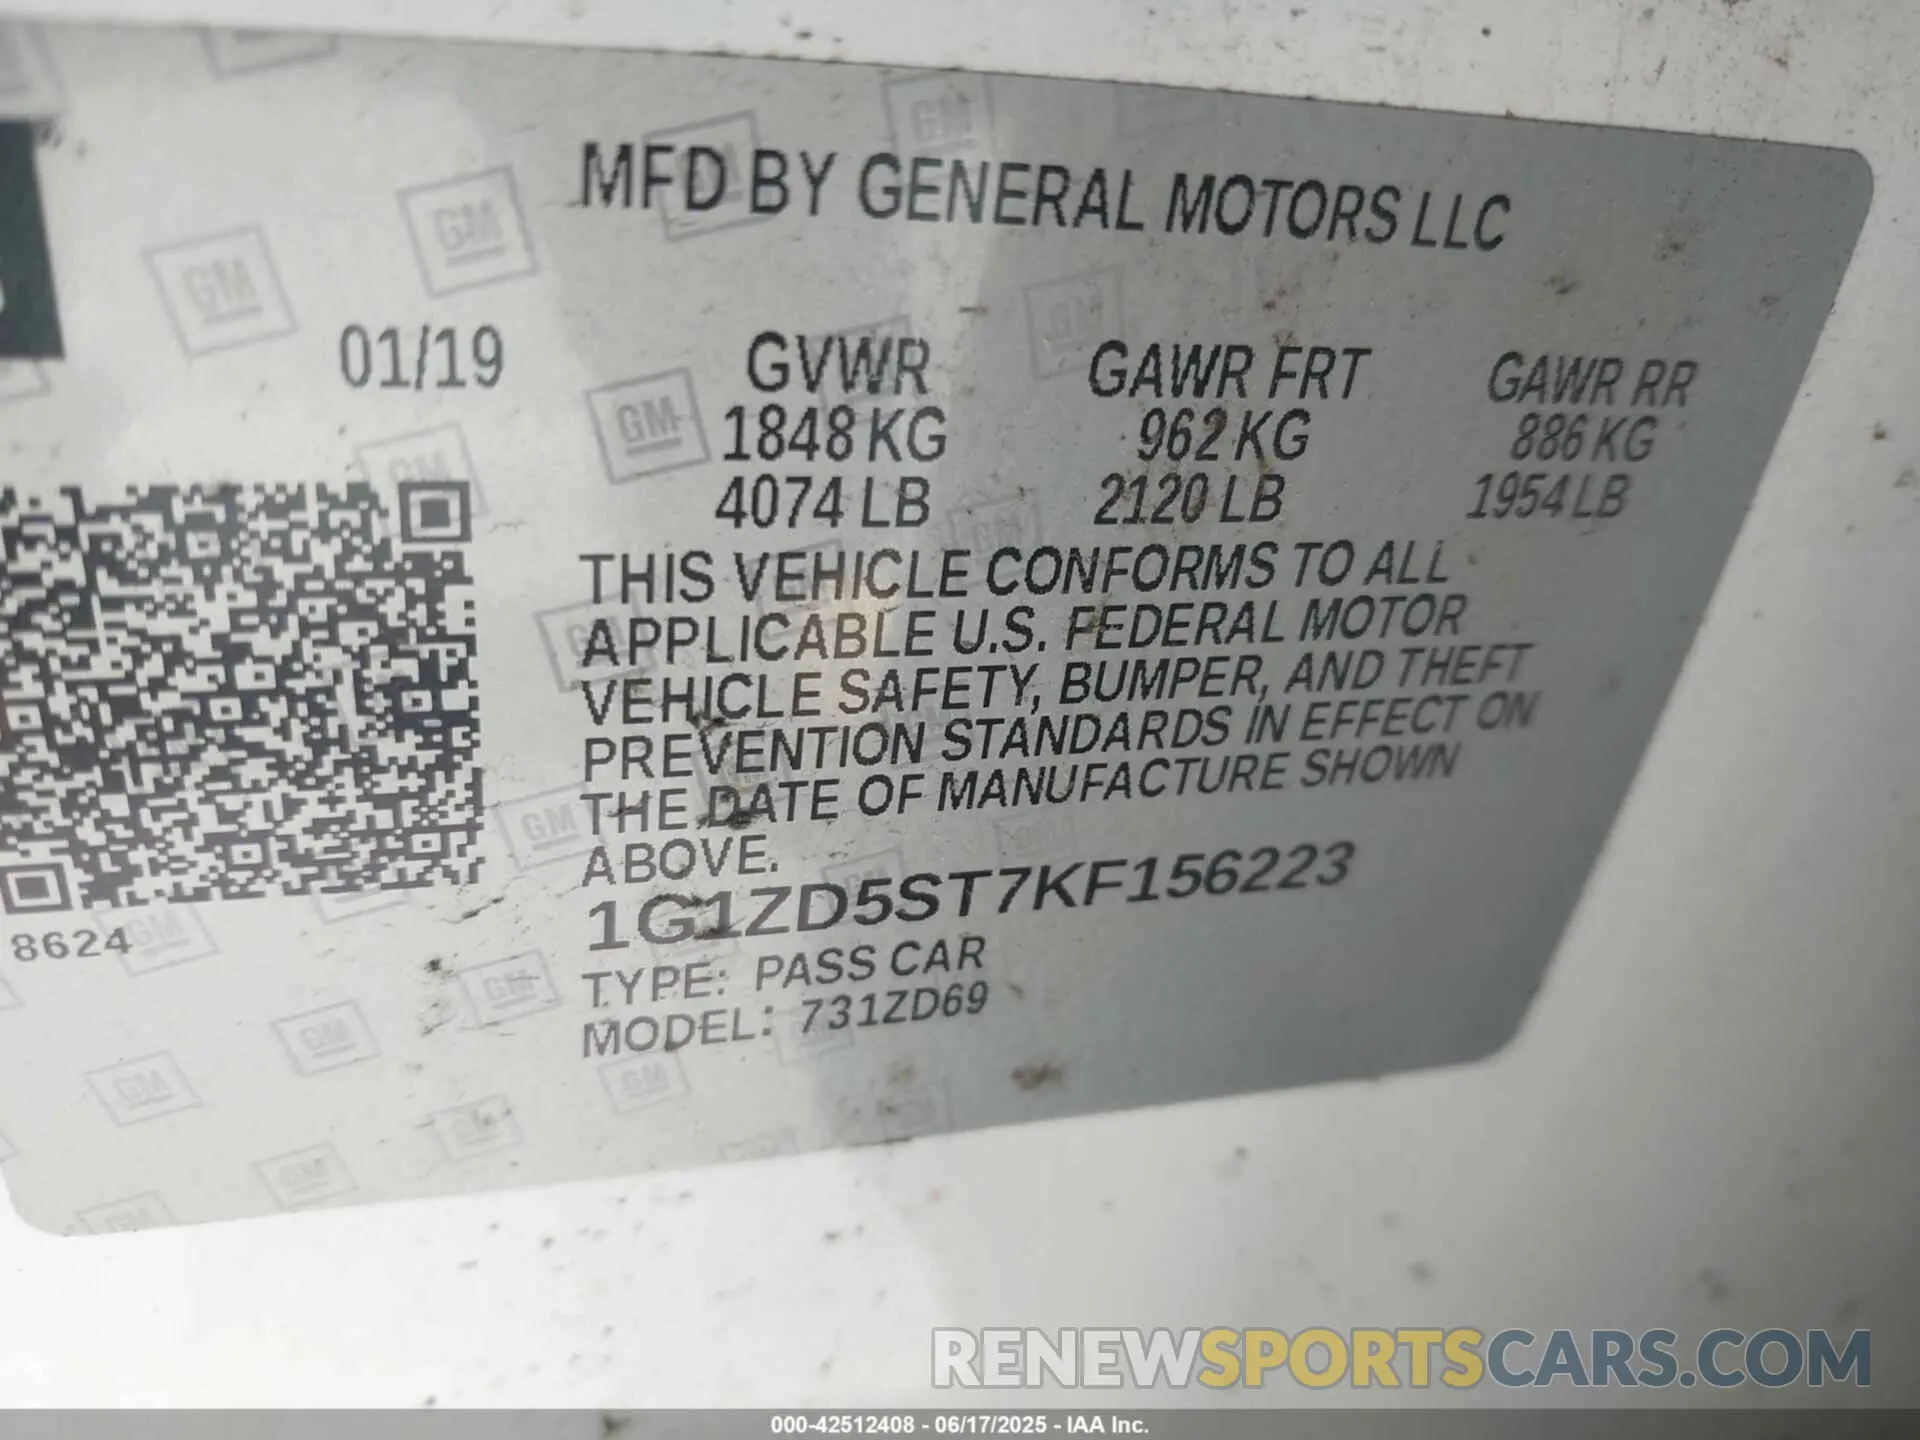 MFD BY GENERAL MOTORS LLC
01/19
GVWR GAWR FRT GAWR RR
1848 KG 962 KG 886 KG
4074 LB 2120 LB 1954 LB
THIS VEHICLE CONFORMS TO ALL
APPLICABLE U.S. FEDERAL MOTOR
VEHICLE SAFETY, BUMPER, AND THEFT
PREVENTION STANDARDS IN EFFECT ON
THE DATE OF MANUFACTURE SHOWN
ABOVE.
1G1ZD5ST7KF156223
8624
TYPE: PASS CAR
MODEL: 731ZD69
GM
RENEWSPORTSCARS.COM
000-42512408 - 06/17/2025 - IAA Inc.